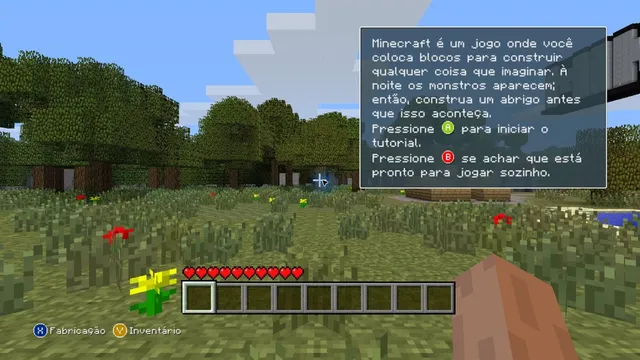 Minecraft é um jogo onde você
coloca blocos para construir
qualquer coisa que imaginar. À
noite os monstros aparecem;
então, construa um abrigo antes
que isso aconteça.
Pressione A para iniciar o
tutorial.
Pressione B se achar que está
pronto para jogar sozinho.
X Fabricação Y Inventário